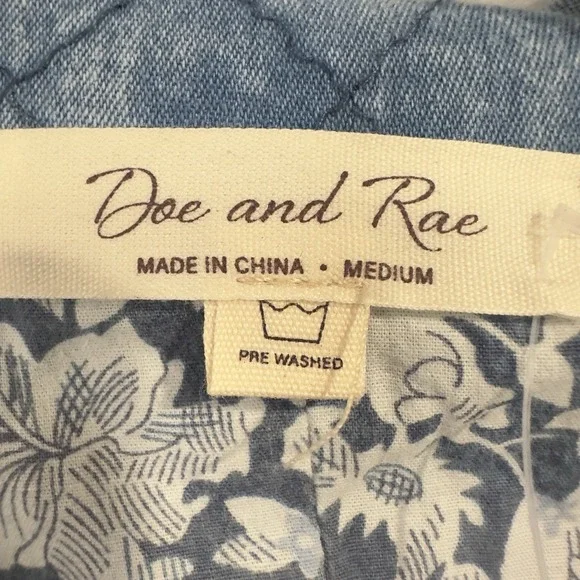 Doe and Rae
MADE IN CHINA • MEDIUM
PRE WASHED